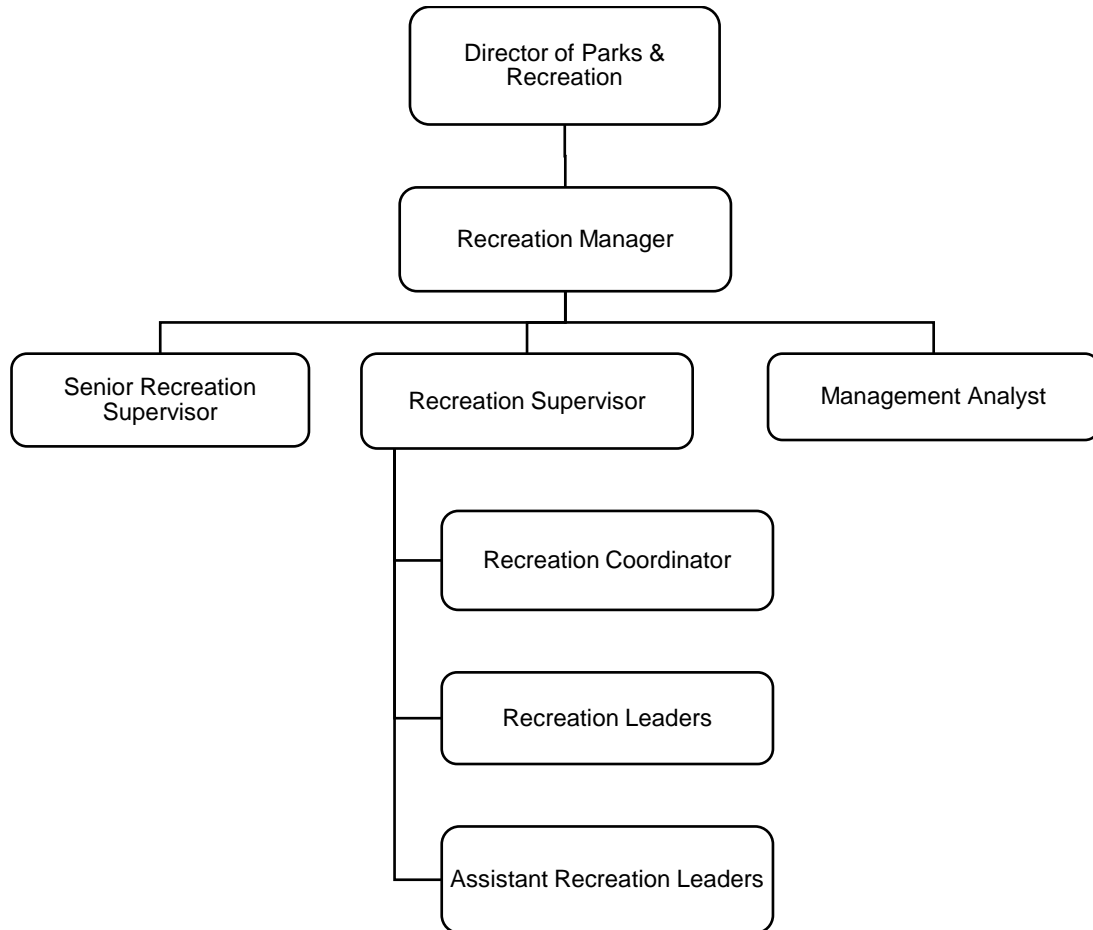 Director of Parks &
Recreation
Recreation Manager
Senior Recreation
Supervisor
Recreation Supervisor
Management Analyst
Recreation Coordinator
Recreation Leaders
Assistant Recreation Leaders